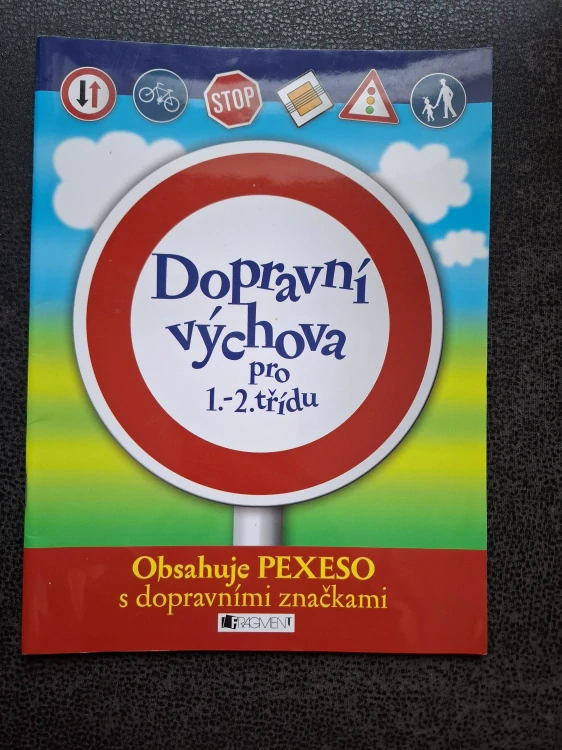 STOP
Dopravní
výchova
pro
1.-2.třídu
Obsahuje PEXESO
s dopravními značkami
FRAGMENT